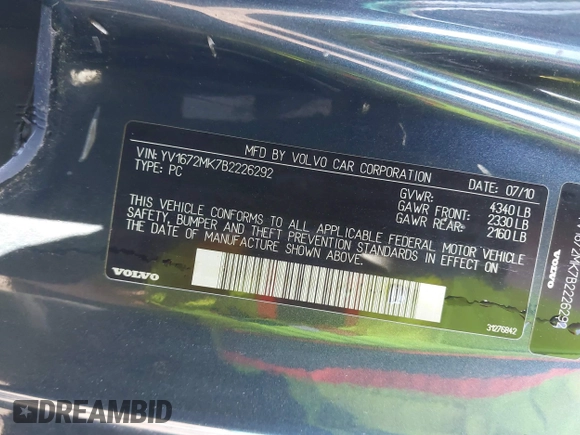 MFD BY VOLVO CAR CORPORATION
VIN: YV1672MK7B2226292 DATE: 07/10
TYPE: PC
GVWR: 4340 LB
GAWR FRONT: 2330 LB
GAWR REAR: 2160 LB
THIS VEHICLE CONFORMS TO ALL APPLICABLE FEDERAL MOTOR VEHICLE
SAFETY, BUMPER AND THEFT PREVENTION STANDARDS IN EFFECT ON
THE DATE OF MANUFACTURE SHOWN ABOVE.
VOLVO
31276842
VOLVO
DREAMBID